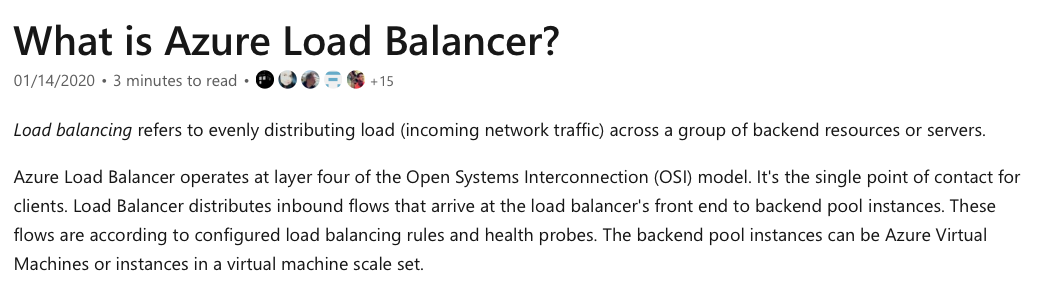 What is Azure Load Balancer?
01/14/2020 • 3 minutes to read • +15
Load balancing refers to evenly distributing load (incoming network traffic) across a group of backend resources or servers.
Azure Load Balancer operates at layer four of the Open Systems Interconnection (OSI) model. It's the single point of contact for
clients. Load Balancer distributes inbound flows that arrive at the load balancer's front end to backend pool instances. These
flows are according to configured load balancing rules and health probes. The backend pool instances can be Azure Virtual
Machines or instances in a virtual machine scale set.